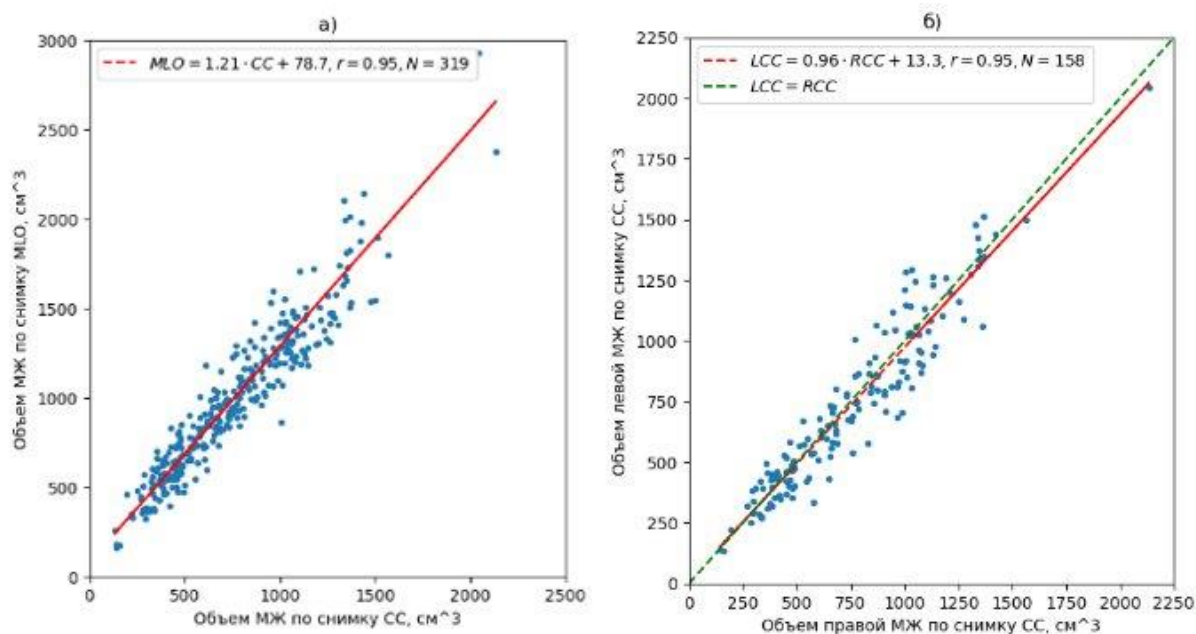 а)
MLO = 1.21 · CC + 78.7, r = 0.95, N = 319
3000
2500
2000
1500
1000
500
0
Объем МЖ по снимку MLO, см^3
0 500 1000 1500 2000 2500
Объем МЖ по снимку CC, см^3
б)
LCC = 0.96 · RCC + 13.3, r = 0.95, N = 158
LCC = RCC
2250
2000
1750
1500
1250
1000
750
500
250
0
Объем левой МЖ по снимку CC, см^3
0 250 500 750 1000 1250 1500 1750 2000 2250
Объем правой МЖ по снимку CC, см^3